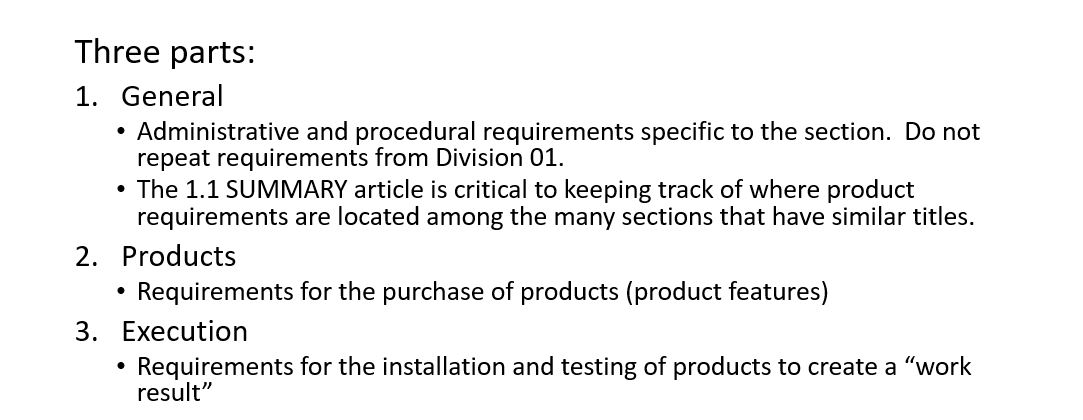 Three parts:
1. General
• Administrative and procedural requirements specific to the section.  Do not
repeat requirements from Division 01.
• The 1.1 SUMMARY article is critical to keeping track of where product
requirements are located among the many sections that have similar titles.
2. Products
• Requirements for the purchase of products (product features)
3. Execution
• Requirements for the installation and testing of products to create a “work
result”